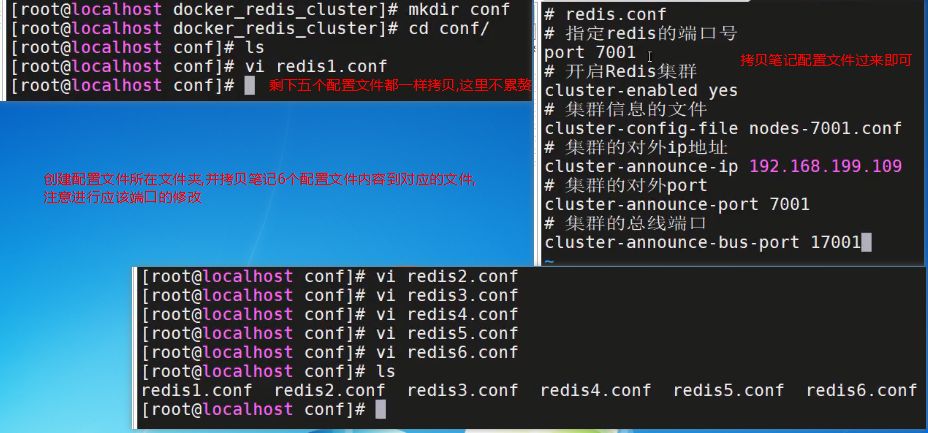 [root@localhost docker_redis_cluster]# mkdir conf
[root@localhost docker_redis_cluster]# cd conf/
[root@localhost conf]# ls
[root@localhost conf]# vi redis1.conf
[root@localhost conf]# 剩下五个配置文件都一样拷贝,这里不累赘
创建配置文件所在文件夹,并拷贝笔记6个配置文件内容到对应的文件,
注意进行应该端口的修改
# redis.conf
# 指定redis的端口号
port 7001
拷贝笔记配置文件过来即可
# 开启Redis集群
cluster-enabled yes
# 集群信息的文件
cluster-config-file nodes-7001.conf
# 集群的对外ip地址
cluster-announce-ip 192.168.199.109
# 集群的对外port
cluster-announce-port 7001
# 集群的总线端口
cluster-announce-bus-port 17001
~
[root@localhost conf]# vi redis2.conf
[root@localhost conf]# vi redis3.conf
[root@localhost conf]# vi redis4.conf
[root@localhost conf]# vi redis5.conf
[root@localhost conf]# vi redis6.conf
[root@localhost conf]# ls
redis1.conf redis2.conf redis3.conf redis4.conf redis5.conf redis6.conf
[root@localhost conf]#